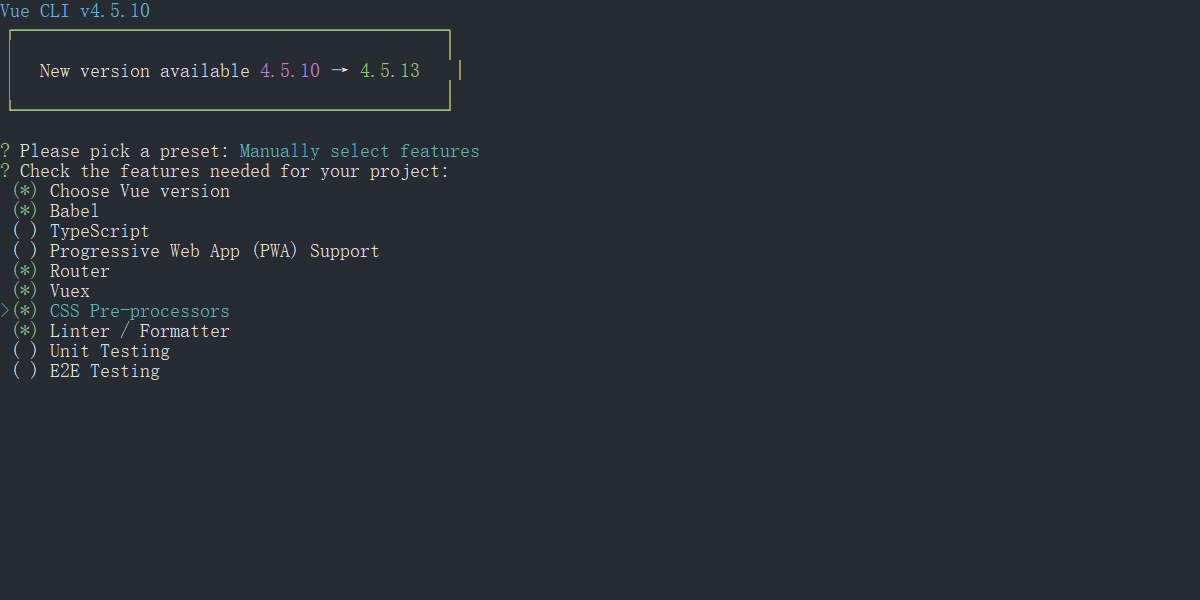 Vue CLI v4.5.10
New version available 4.5.10 → 4.5.13
? Please pick a preset: Manually select features
? Check the features needed for your project:
(*) Choose Vue version
(*) Babel
( ) TypeScript
( ) Progressive Web App (PWA) Support
(*) Router
(*) Vuex
>(*) CSS Pre-processors
(*) Linter / Formatter
( ) Unit Testing
( ) E2E Testing